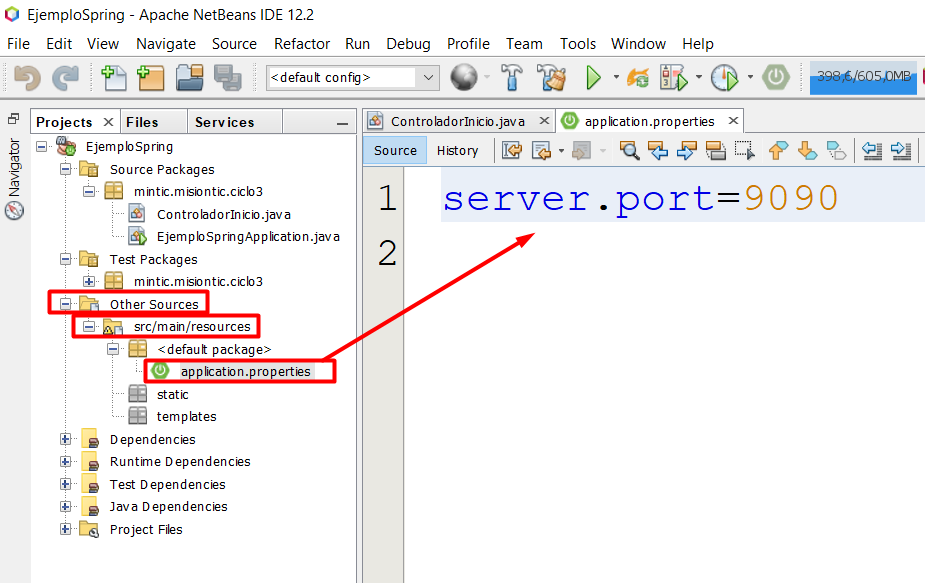 EjemploSpring - Apache NetBeans IDE 12.2
File Edit View Navigate Source Refactor Run Debug Profile Team Tools Window Help
<default config>
398,6/605,0MB
Navigator
Projects
Files
Services
EjemploSpring
Source Packages
mintic.misiontic.ciclo3
ControladorInicio.java
EjemploSpringApplication.java
Test Packages
mintic.misiontic.ciclo3
Other Sources
src/main/resources
<default package>
application.properties
static
templates
Dependencies
Runtime Dependencies
Test Dependencies
Java Dependencies
Project Files
ControladorInicio.java
application.properties
Source History
1 server.port=9090
2